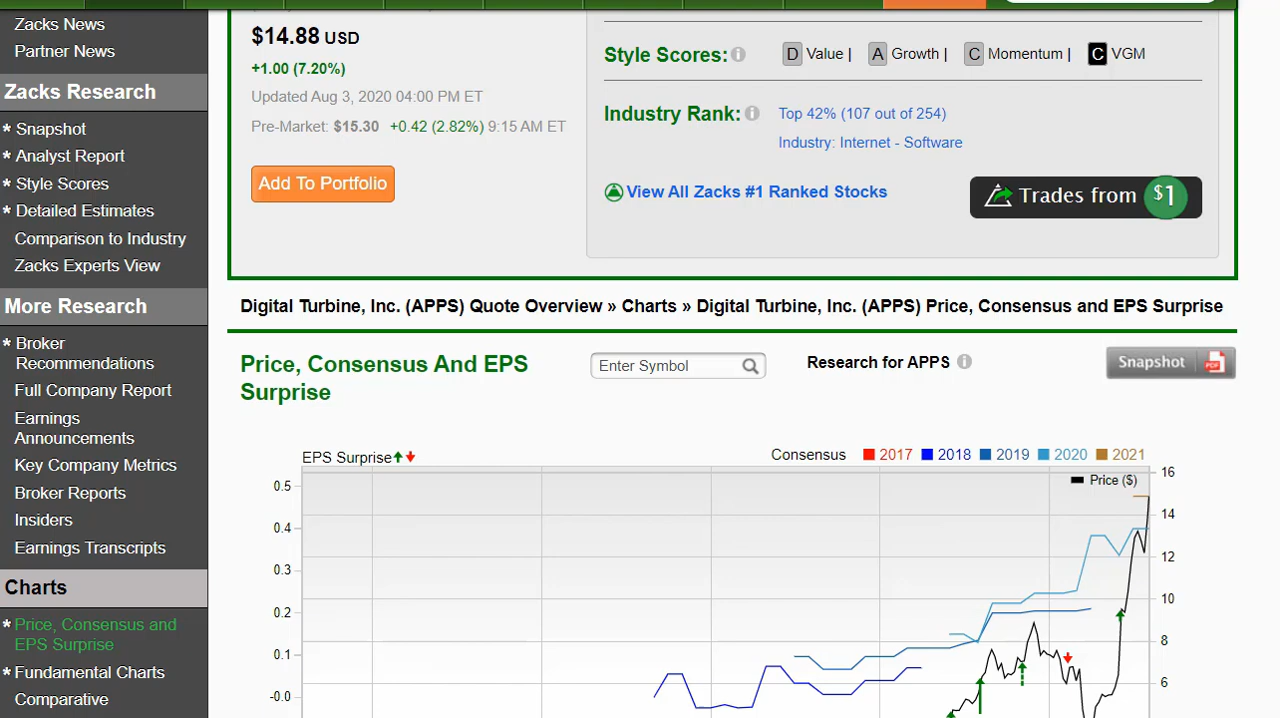 Zacks News
Partner News
Zacks Research
* Snapshot
* Analyst Report
* Style Scores
* Detailed Estimates
Comparison to Industry
Zacks Experts View
More Research
* Broker
Recommendations
Full Company Report
Earnings
Announcements
Key Company Metrics
Broker Reports
Insiders
Earnings Transcripts
Charts
* Price, Consensus and
EPS Surprise
* Fundamental Charts
Comparative
$14.88 USD
+1.00 (7.20%)
Updated Aug 3, 2020 04:00 PM ET
Pre-Market: $15.30 +0.42 (2.82%) 9:15 AM ET
Add To Portfolio
Style Scores: D Value | A Growth | C Momentum | C VGM
Industry Rank: Top 42% (107 out of 254)
Industry: Internet - Software
View All Zacks #1 Ranked Stocks
Trades from $1
Digital Turbine, Inc. (APPS) Quote Overview » Charts » Digital Turbine, Inc. (APPS) Price, Consensus and EPS Surprise
Price, Consensus And EPS
Surprise
Enter Symbol
Research for APPS
Snapshot PDF
EPS Surprise
Consensus 2017 2018 2019 2020 2021
Price ($)
0.5
0.4
0.3
0.2
0.1
-0.0
16
14
12
10
8
6